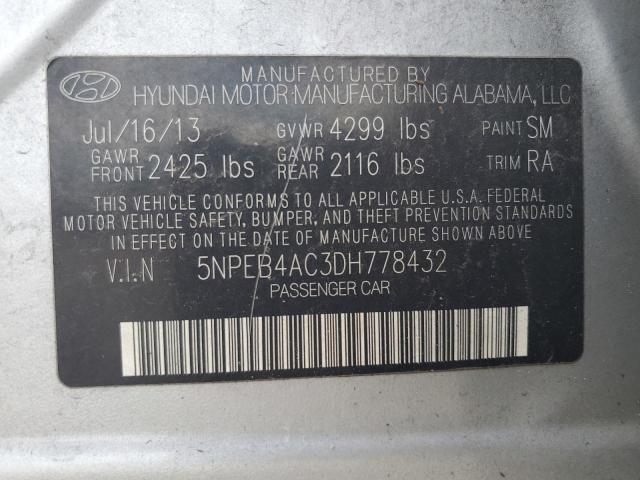 MANUFACTURED BY
HYUNDAI MOTOR MANUFACTURING ALABAMA, LLC
Jul/16/13 GVWR 4299 lbs PAINT SM
GAWR FRONT 2425 lbs GAWR REAR 2116 lbs TRIM RA
THIS VEHICLE CONFORMS TO ALL APPLICABLE U.S.A. FEDERAL
MOTOR VEHICLE SAFETY, BUMPER, AND THEFT PREVENTION STANDARDS
IN EFFECT ON THE DATE OF MANUFACTURE SHOWN ABOVE
V.I.N 5NPEB4AC3DH778432
PASSENGER CAR